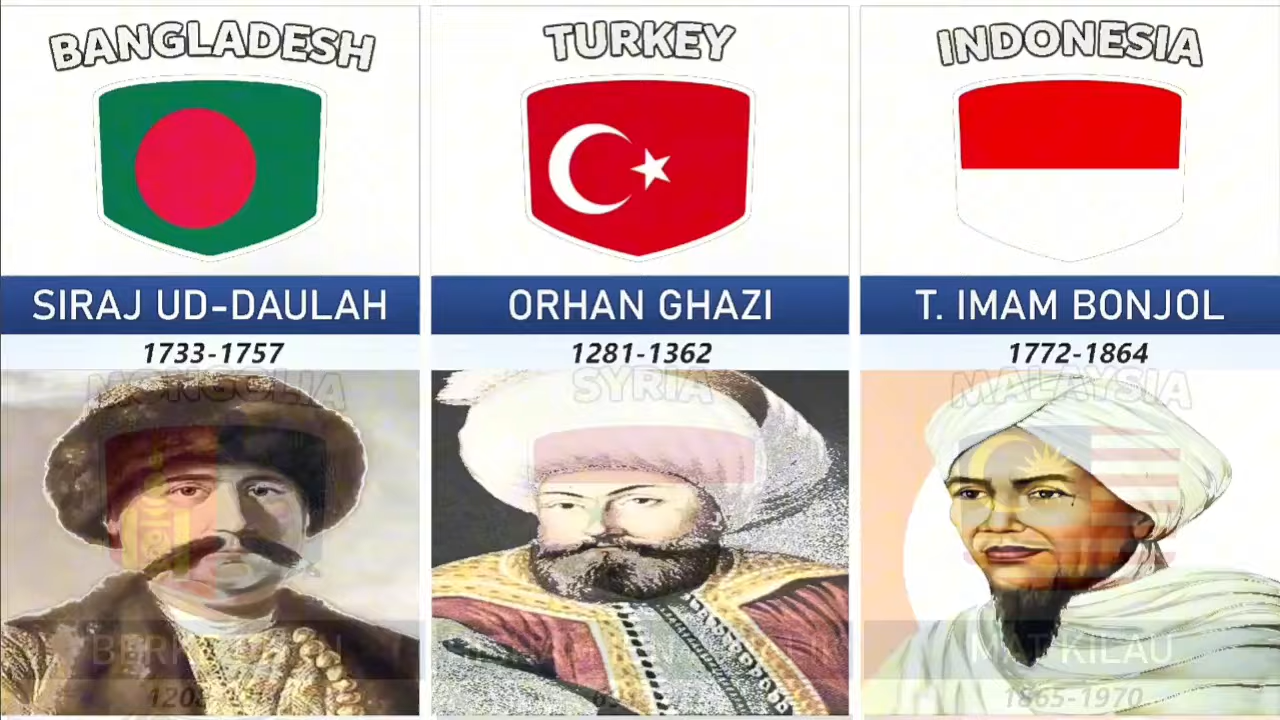 BANGLADESH
TURKEY
INDONESIA
SIRAJ UD-DAULAH
ORHAN GHAZI
T. IMAM BONJOL
1733-1757
1281-1362
1772-1864
MONGOLIA
SYRIA
MALAYSIA
MAT KILAU
1865-1970